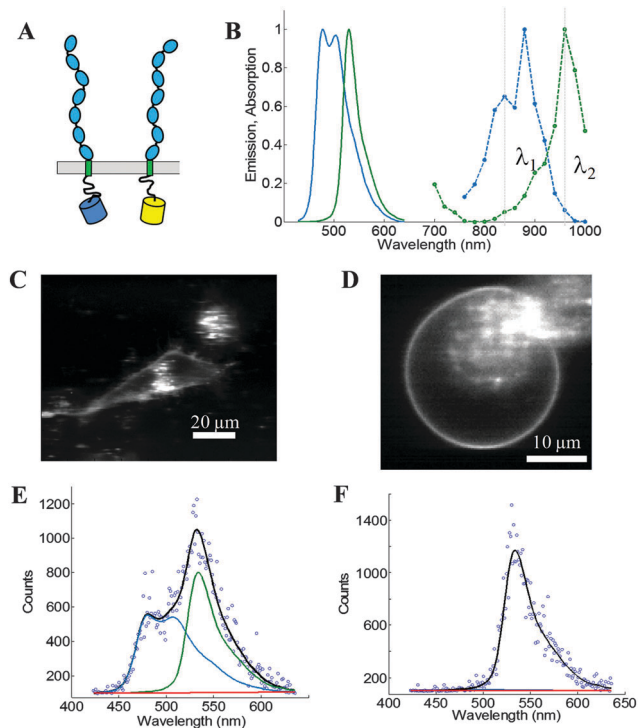 A
B
Emission, Absorption
1
0.8
0.6
0.4
0.2
0
λ1
λ2
500
600
700
800
900
1000
Wavelength (nm)
C
20 µm
D
10 µm
E
Counts
1200
1000
800
600
400
200
400
450
500
550
600
Wavelength (nm)
F
Counts
1400
1000
6000
200
400
450
500
550
600
650
Wavelength (nm)